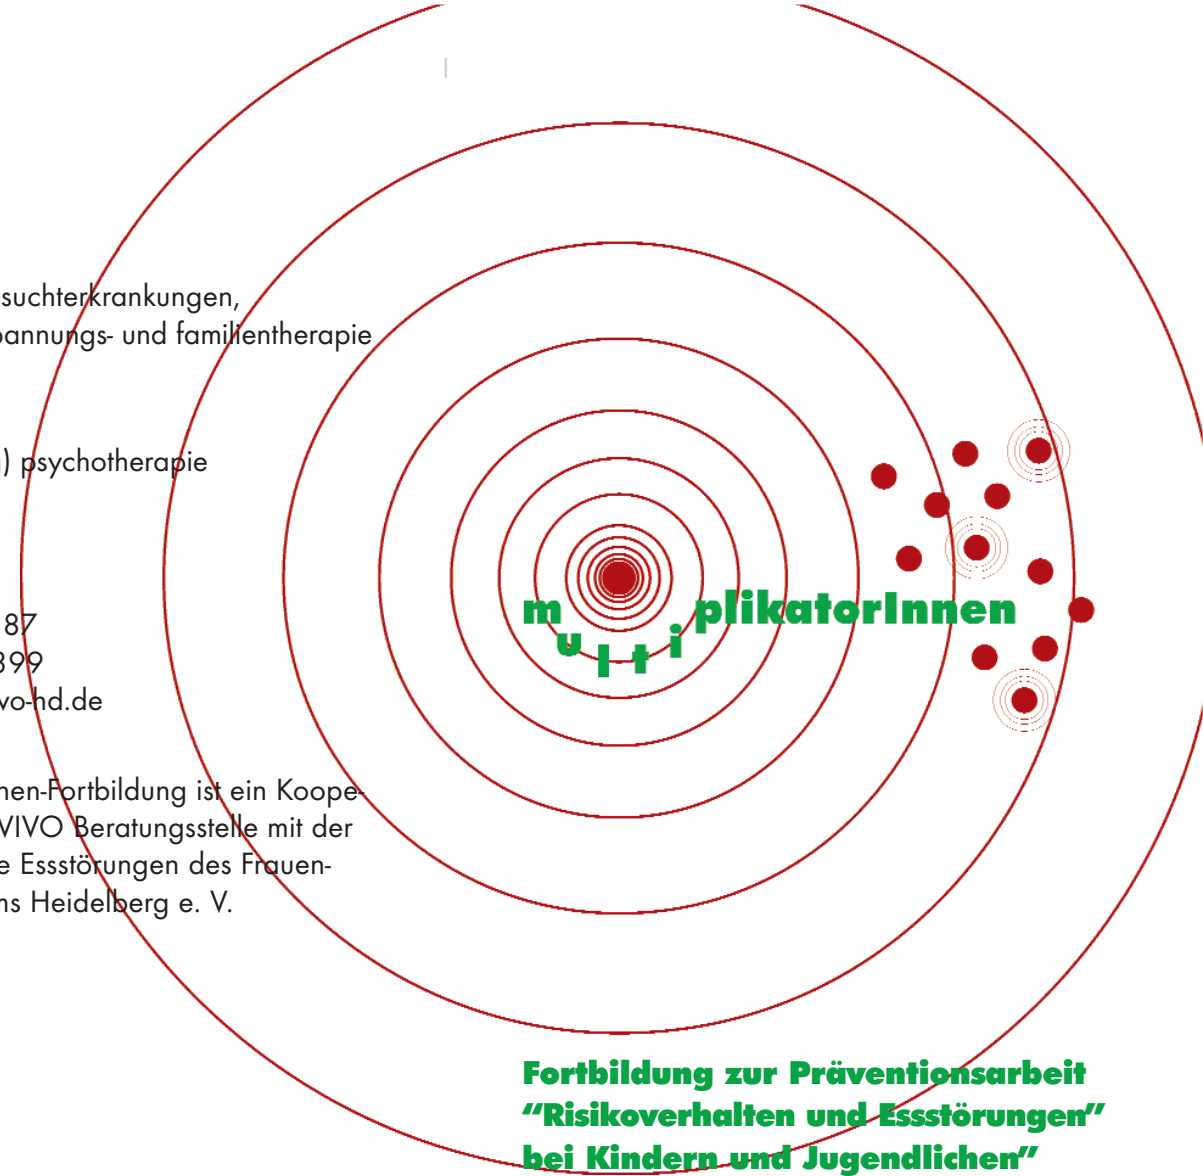 suchterkrankungen,
pannungs- und familientherapie
) psychotherapie
87
399
vo-hd.de
nen-Fortbildung ist ein Koope-
VIVO Beratungsstelle mit der
e Essstörungen des Frauen-
ns Heidelberg e. V.
multiplikatorInnen
Fortbildung zur Präventionsarbeit
“Risikoverhalten und Essstörungen”
bei Kindern und Jugendlichen”